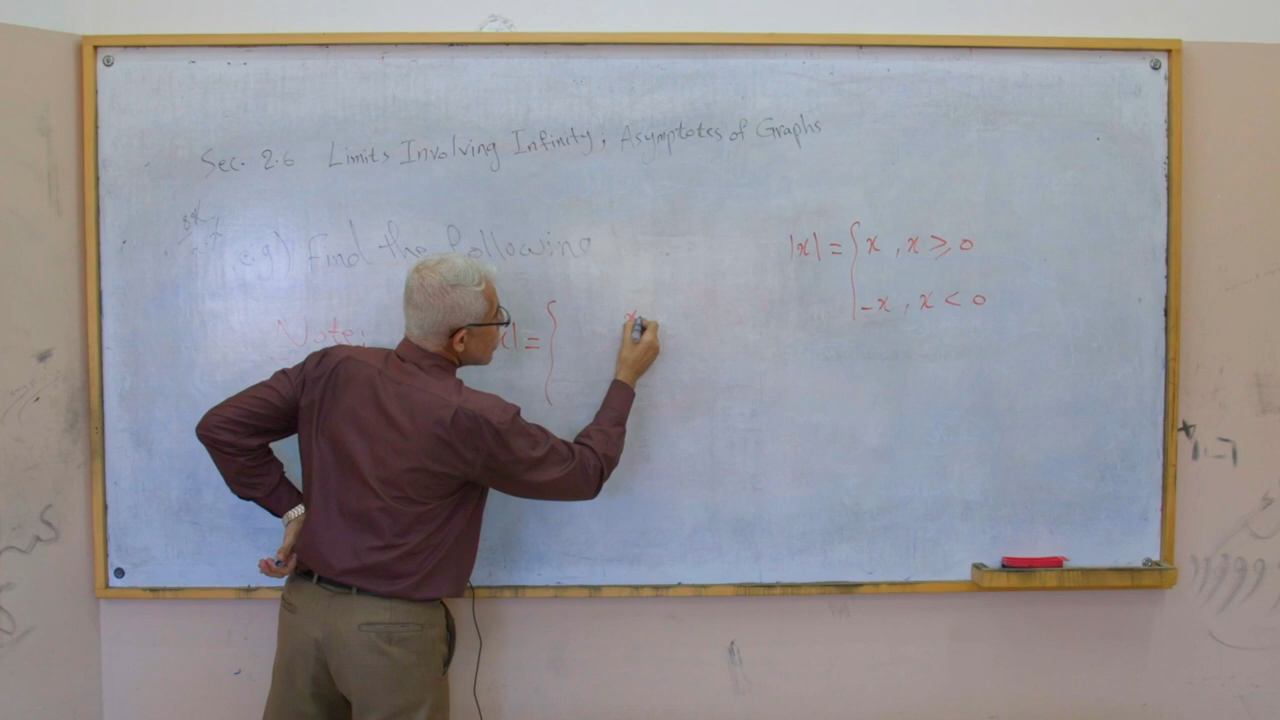 Sec. 2.6 Limits Involving Infinity; Asymptotes of Graphs
e.g) Find the following
Note: x| = { x
|x| = { x , x ≥ 0
-x , x < 0